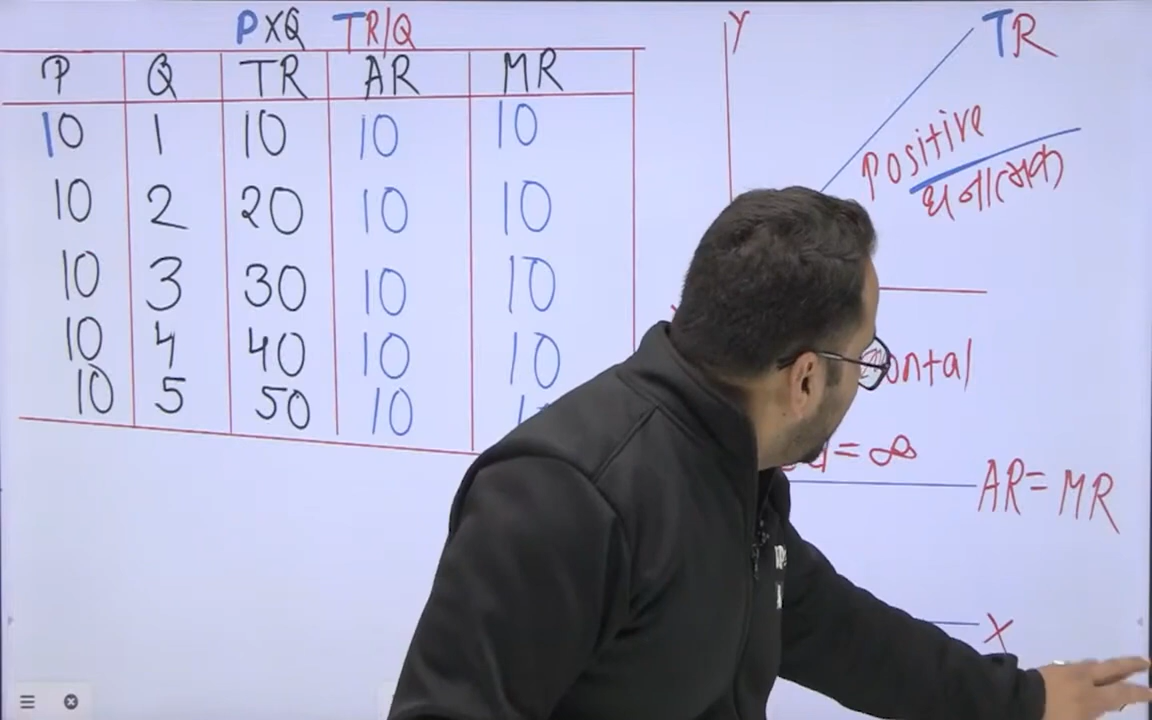 PXQ TR/Q
P Q TR AR MR
10 1 10 10 10
10 2 20 10 10
10 3 30 10 10
10 4 40 10 10
10 5 50 10
Y
TR
Positive
धनात्मक
= ∞
AR = MR
X